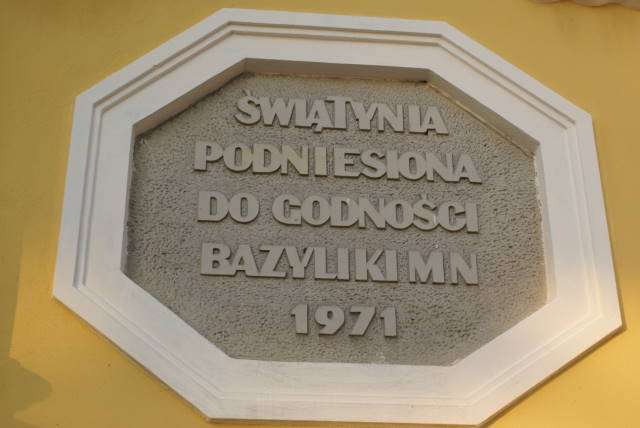 ŚWIĄTYNIA
PODNIESIONA
DO GODNOŚCI
BAZYLIKI MN
1971